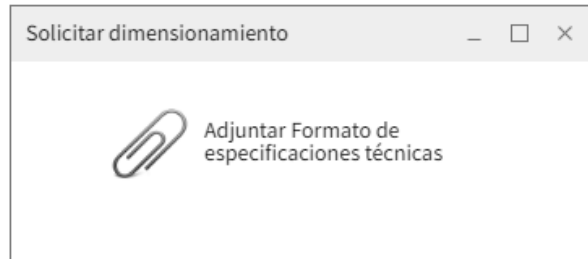 Solicitar dimensionamiento
Adjuntar Formato de
especificaciones técnicas